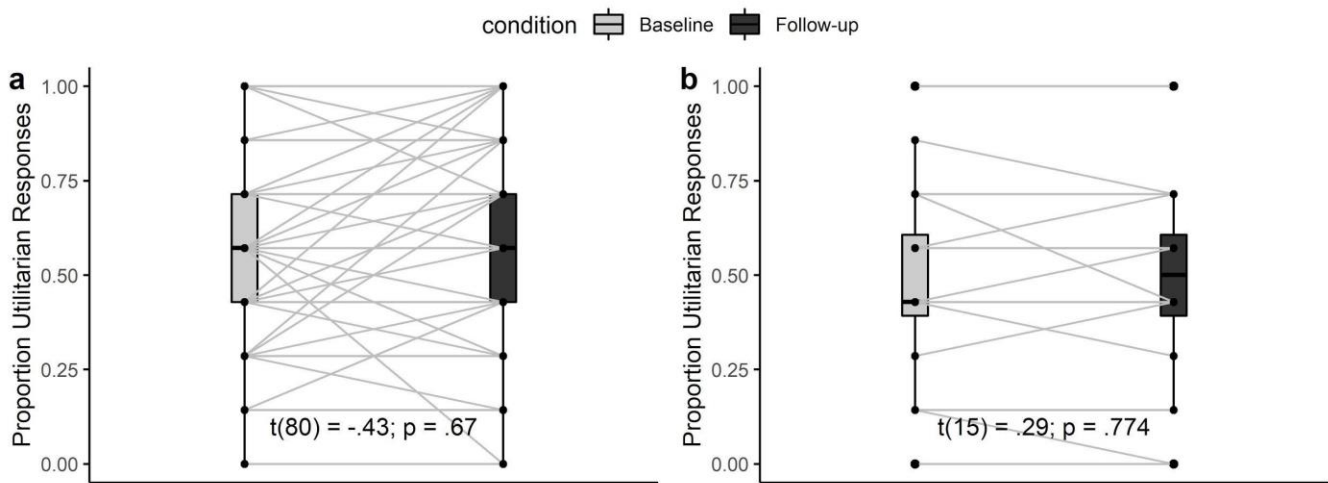 condition Baseline Follow-up
a
Proportion Utilitarian Responses
1.00
0.75
0.50
0.25
0.00
t(80) = -.43; p = .67
b
Proportion Utilitarian Responses
1.00
0.75
0.50
0.25
0.00
t(15) = .29; p = .774